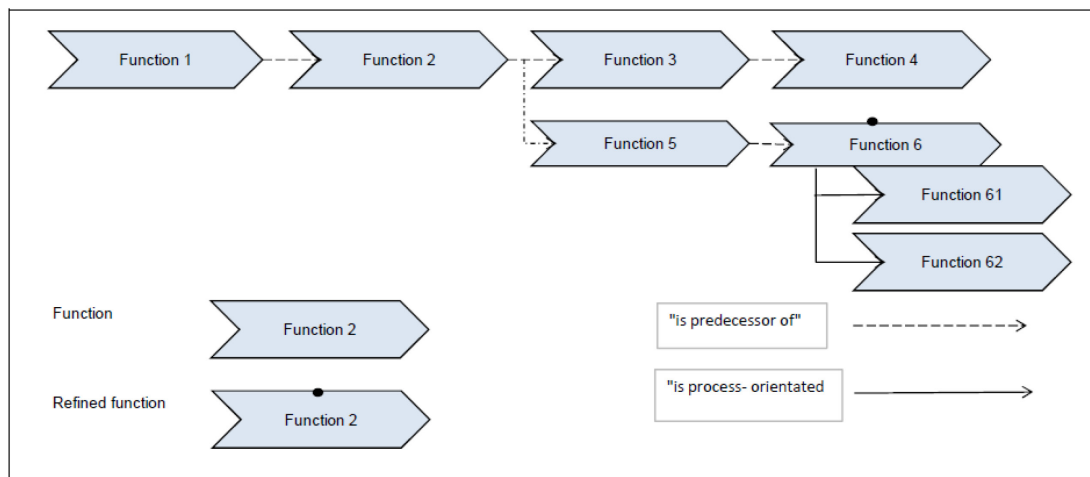 Function 1
Function 2
Function 3
Function 4
Function 5
Function 6
Function 61
Function 62
Function
Function 2
"is predecessor of"
Refined function
Function 2
"is process- orientated